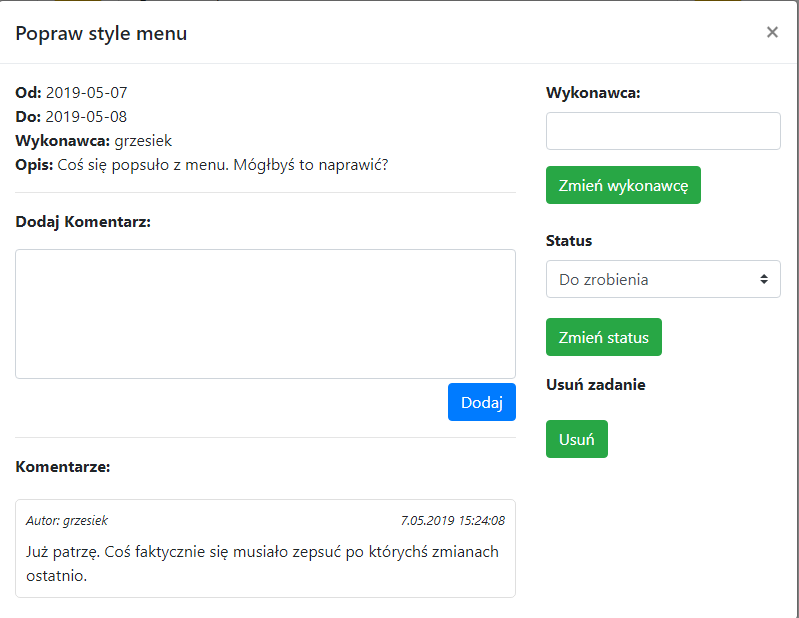 Popraw style menu
×
Od: 2019-05-07
Do: 2019-05-08
Wykonawca: grzesiek
Opis: Coś się popsuło z menu. Mógłbyś to naprawić?
Dodaj Komentarz:
Dodaj
Komentarze:
Autor: grzesiek 7.05.2019 15:24:08
Już patrzę. Coś faktycznie się musiało zepsuć po którychś zmianach
ostatnio.
Wykonawca:
Zmień wykonawcę
Status
Do zrobienia
Zmień status
Usuń zadanie
Usuń